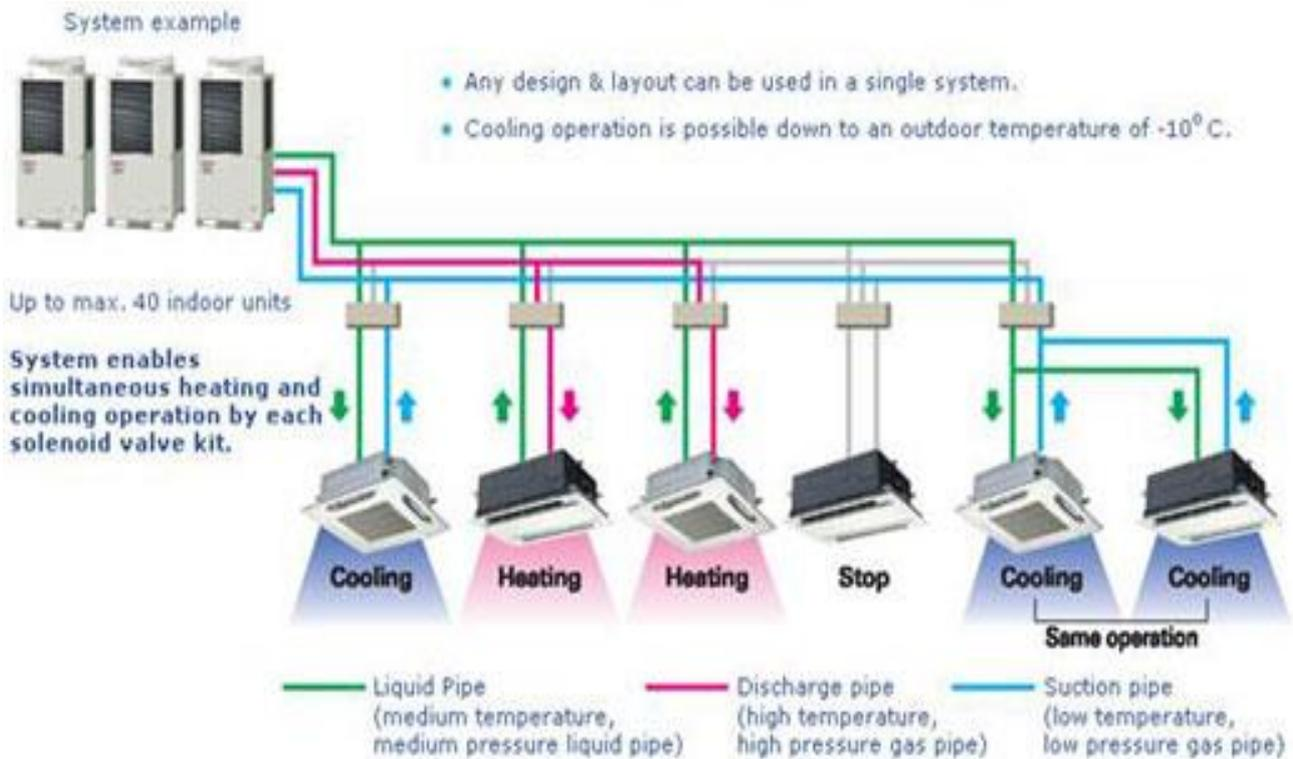 System example
• Any design & layout can be used in a single system.
• Cooling operation is possible down to an outdoor temperature of -10⁰ C.
Up to max. 40 indoor units
System enables
simultaneous heating and
cooling operation by each
solenoid valve kit.
Cooling
Heating
Heating
Stop
Cooling
Cooling
Same operation
Liquid Pipe
(medium temperature,
medium pressure liquid pipe)
Discharge pipe
(high temperature,
high pressure gas pipe)
Suction pipe
(low temperature,
low pressure gas pipe)